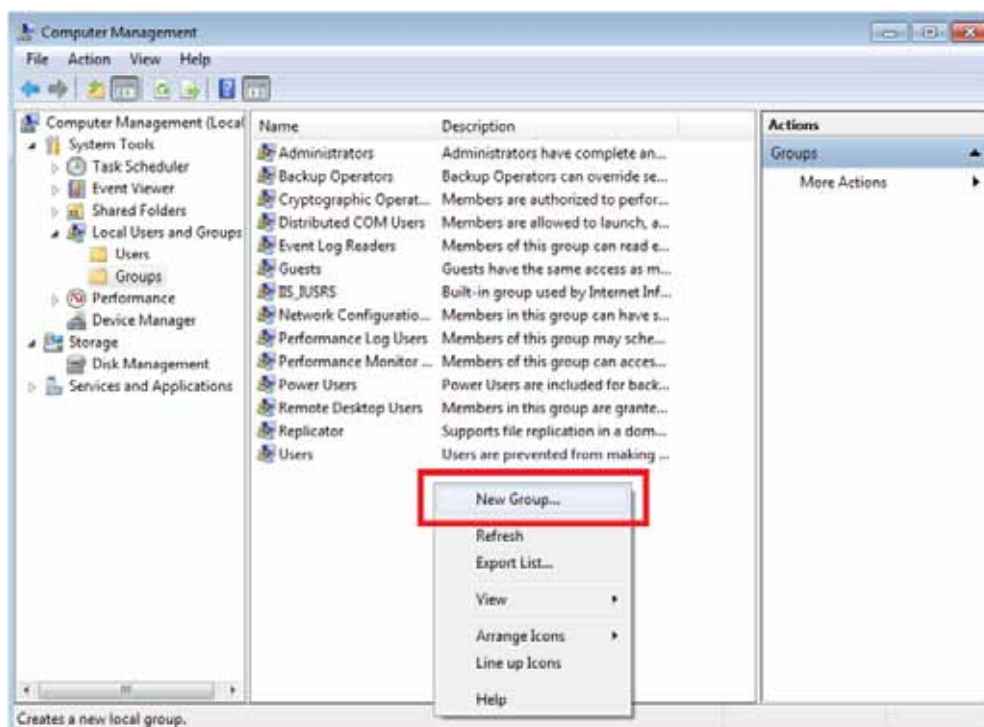 Computer Management
File Action View Help
Computer Management (Local
System Tools
Task Scheduler
Event Viewer
Shared Folders
Local Users and Groups
Users
Groups
Performance
Device Manager
Storage
Disk Management
Services and Applications
Name Description
Administrators Administrators have complete an...
Backup Operators Backup Operators can override se...
Cryptographic Operat... Members are authorized to perfor...
Distributed COM Users Members are allowed to launch, a...
Event Log Readers Members of this group can read e...
Guests Guests have the same access as m...
IIS_IUSRS Built-in group used by Internet Inf...
Network Configuratio... Members in this group can have s...
Performance Log Users Members of this group may sche...
Performance Monitor ... Members of this group can acces...
Power Users Power Users are included for back...
Remote Desktop Users Members in this group are grante...
Replicator Supports file replication in a dom...
Users Users are prevented from making ...
New Group...
Refresh
Export List...
View
Arrange Icons
Line up Icons
Help
Actions
Groups
More Actions
Creates a new local group.